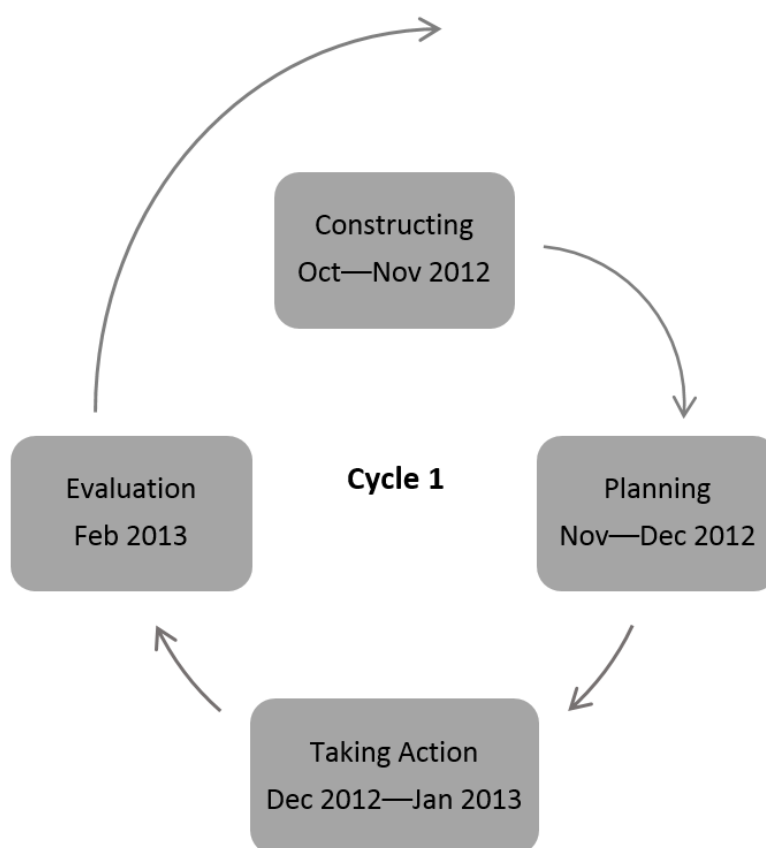 Constructing
Oct—Nov 2012
Cycle 1
Evaluation
Feb 2013
Planning
Nov—Dec 2012
Taking Action
Dec 2012—Jan 2013